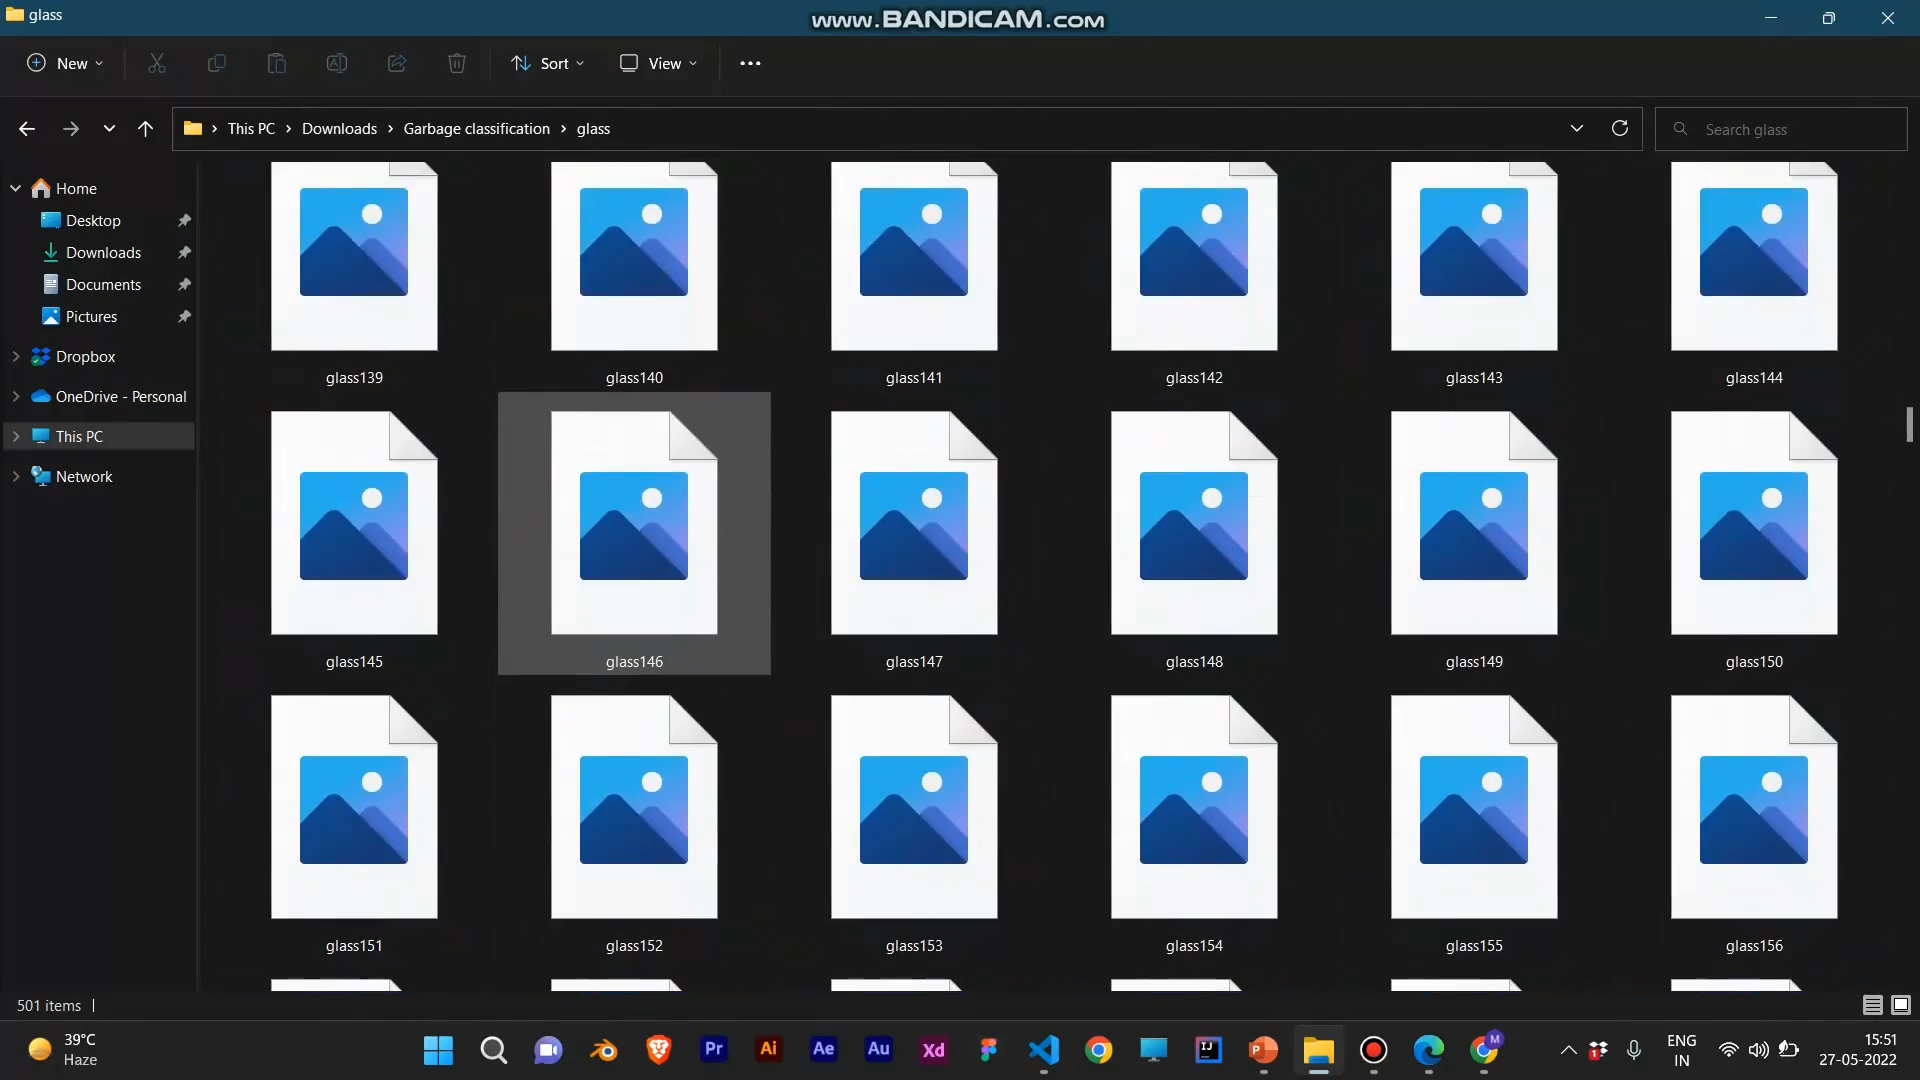 glass
www.BANDICAM.com
New
Sort
View
This PC
Downloads
Garbage classification
glass
Search glass
Home
Desktop
Downloads
Documents
Pictures
Dropbox
OneDrive - Personal
This PC
Network
glass139
glass140
glass141
glass142
glass143
glass144
glass145
glass146
glass147
glass148
glass149
glass150
glass151
glass152
glass153
glass154
glass155
glass156
501 items
39°C
Haze
Pr
Ai
Ae
Au
Xd
IJ
P
M
1
ENG
IN
15:51
27-05-2022